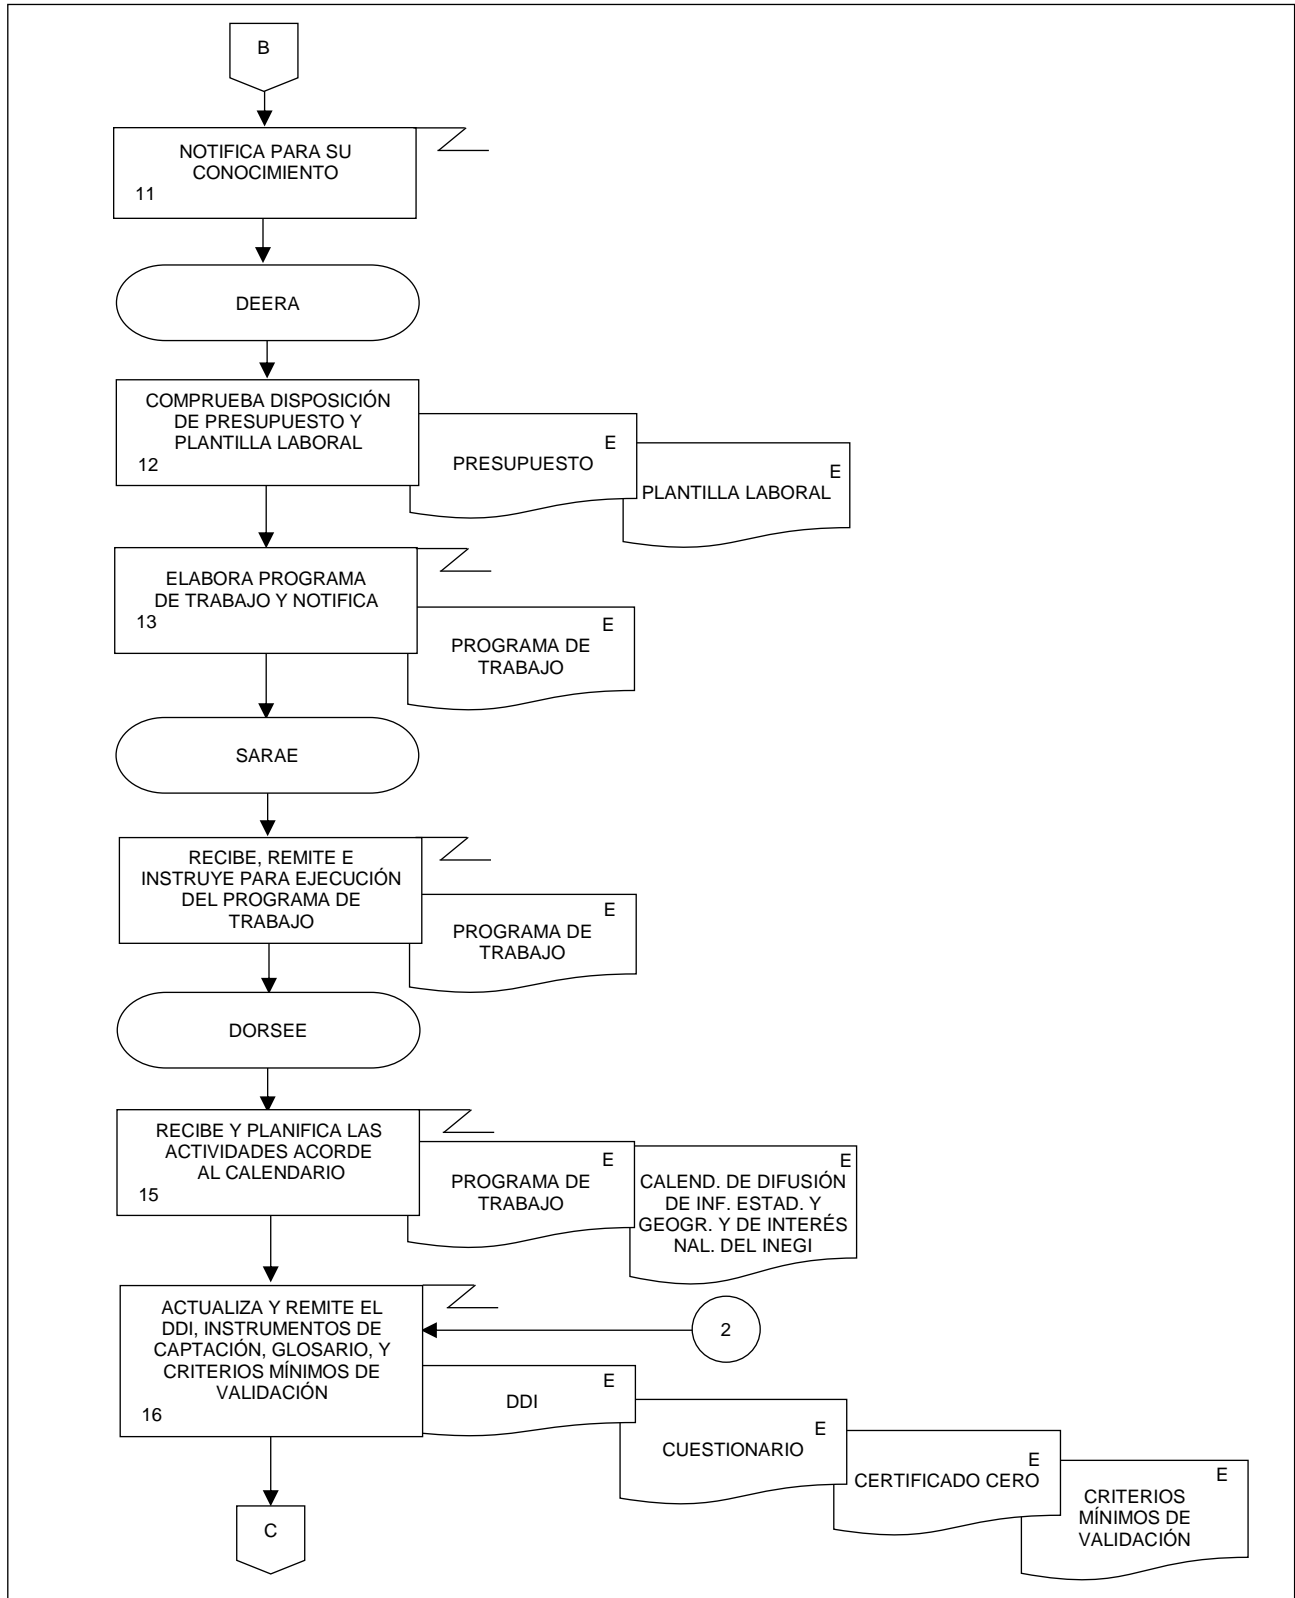 B
NOTIFICA PARA SU
CONOCIMIENTO
11
DEERA
COMPRUEBA DISPOSICIÓN
DE PRESUPUESTO Y
PLANTILLA LABORAL
12
E
PRESUPUESTO
E
PLANTILLA LABORAL
ELABORA PROGRAMA
DE TRABAJO Y NOTIFICA
13
E
PROGRAMA DE
TRABAJO
SARAE
RECIBE, REMITE E
INSTRUYE PARA EJECUCIÓN
DEL PROGRAMA DE
TRABAJO
E
PROGRAMA DE
TRABAJO
DORSEE
RECIBE Y PLANIFICA LAS
ACTIVIDADES ACORDE
AL CALENDARIO
15
E
PROGRAMA DE
TRABAJO
E
CALEND. DE DIFUSIÓN
DE INF. ESTAD. Y
GEOGR. Y DE INTERÉS
NAL. DEL INEGI
ACTUALIZA Y REMITE EL
DDI, INSTRUMENTOS DE
CAPTACIÓN, GLOSARIO, Y
CRITERIOS MÍNIMOS DE
VALIDACIÓN
16
2
E
DDI
E
CUESTIONARIO
E
CERTIFICADO CERO
E
CRITERIOS
MÍNIMOS DE
VALIDACIÓN
C